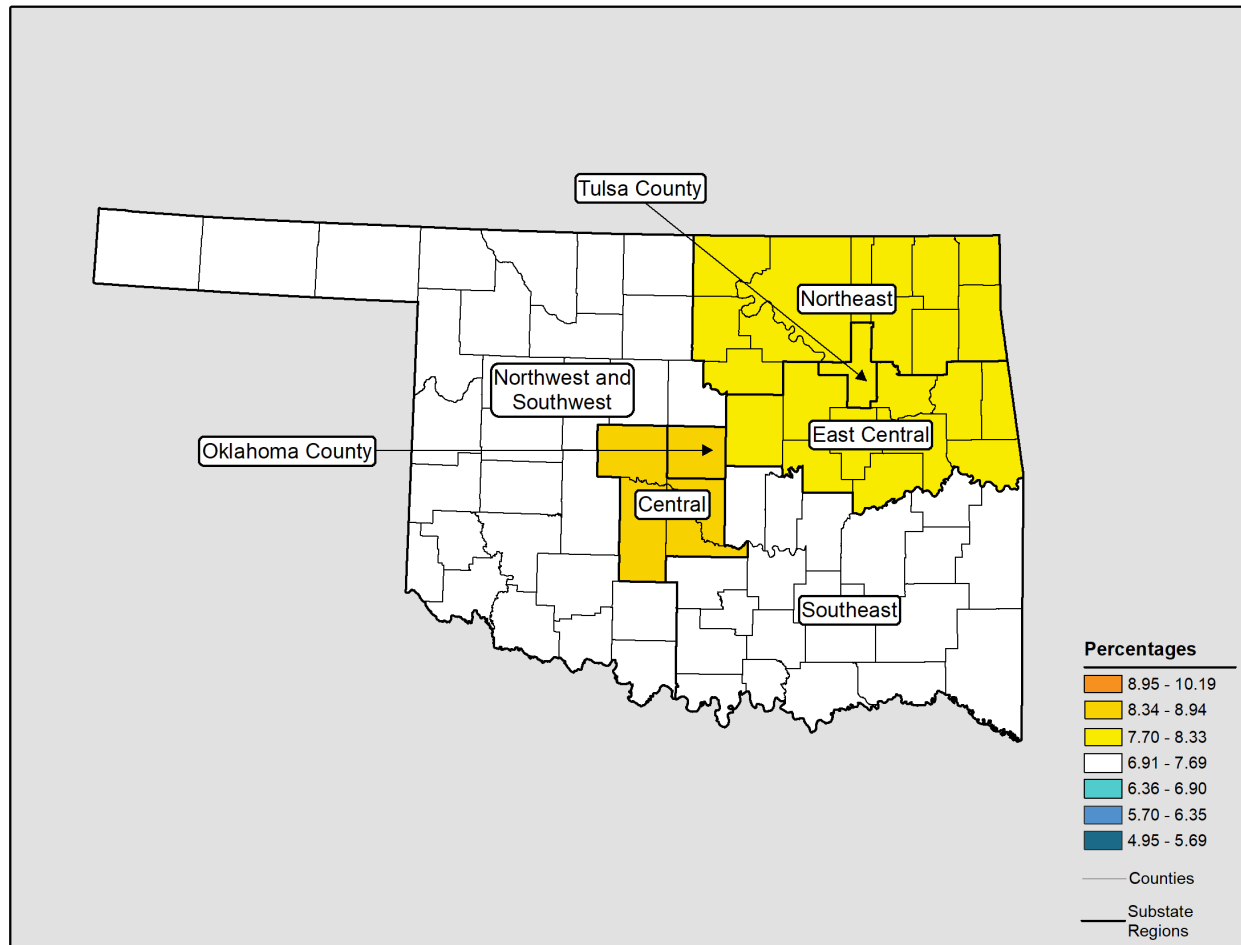 Tulsa County
Northeast
Northwest and
Southwest
East Central
Oklahoma County
Central
Southeast
Percentages
8.95 - 10.19
8.34 - 8.94
7.70 - 8.33
6.91 - 7.69
6.36 - 6.90
5.70 - 6.35
4.95 - 5.69
Counties
Substate
Regions